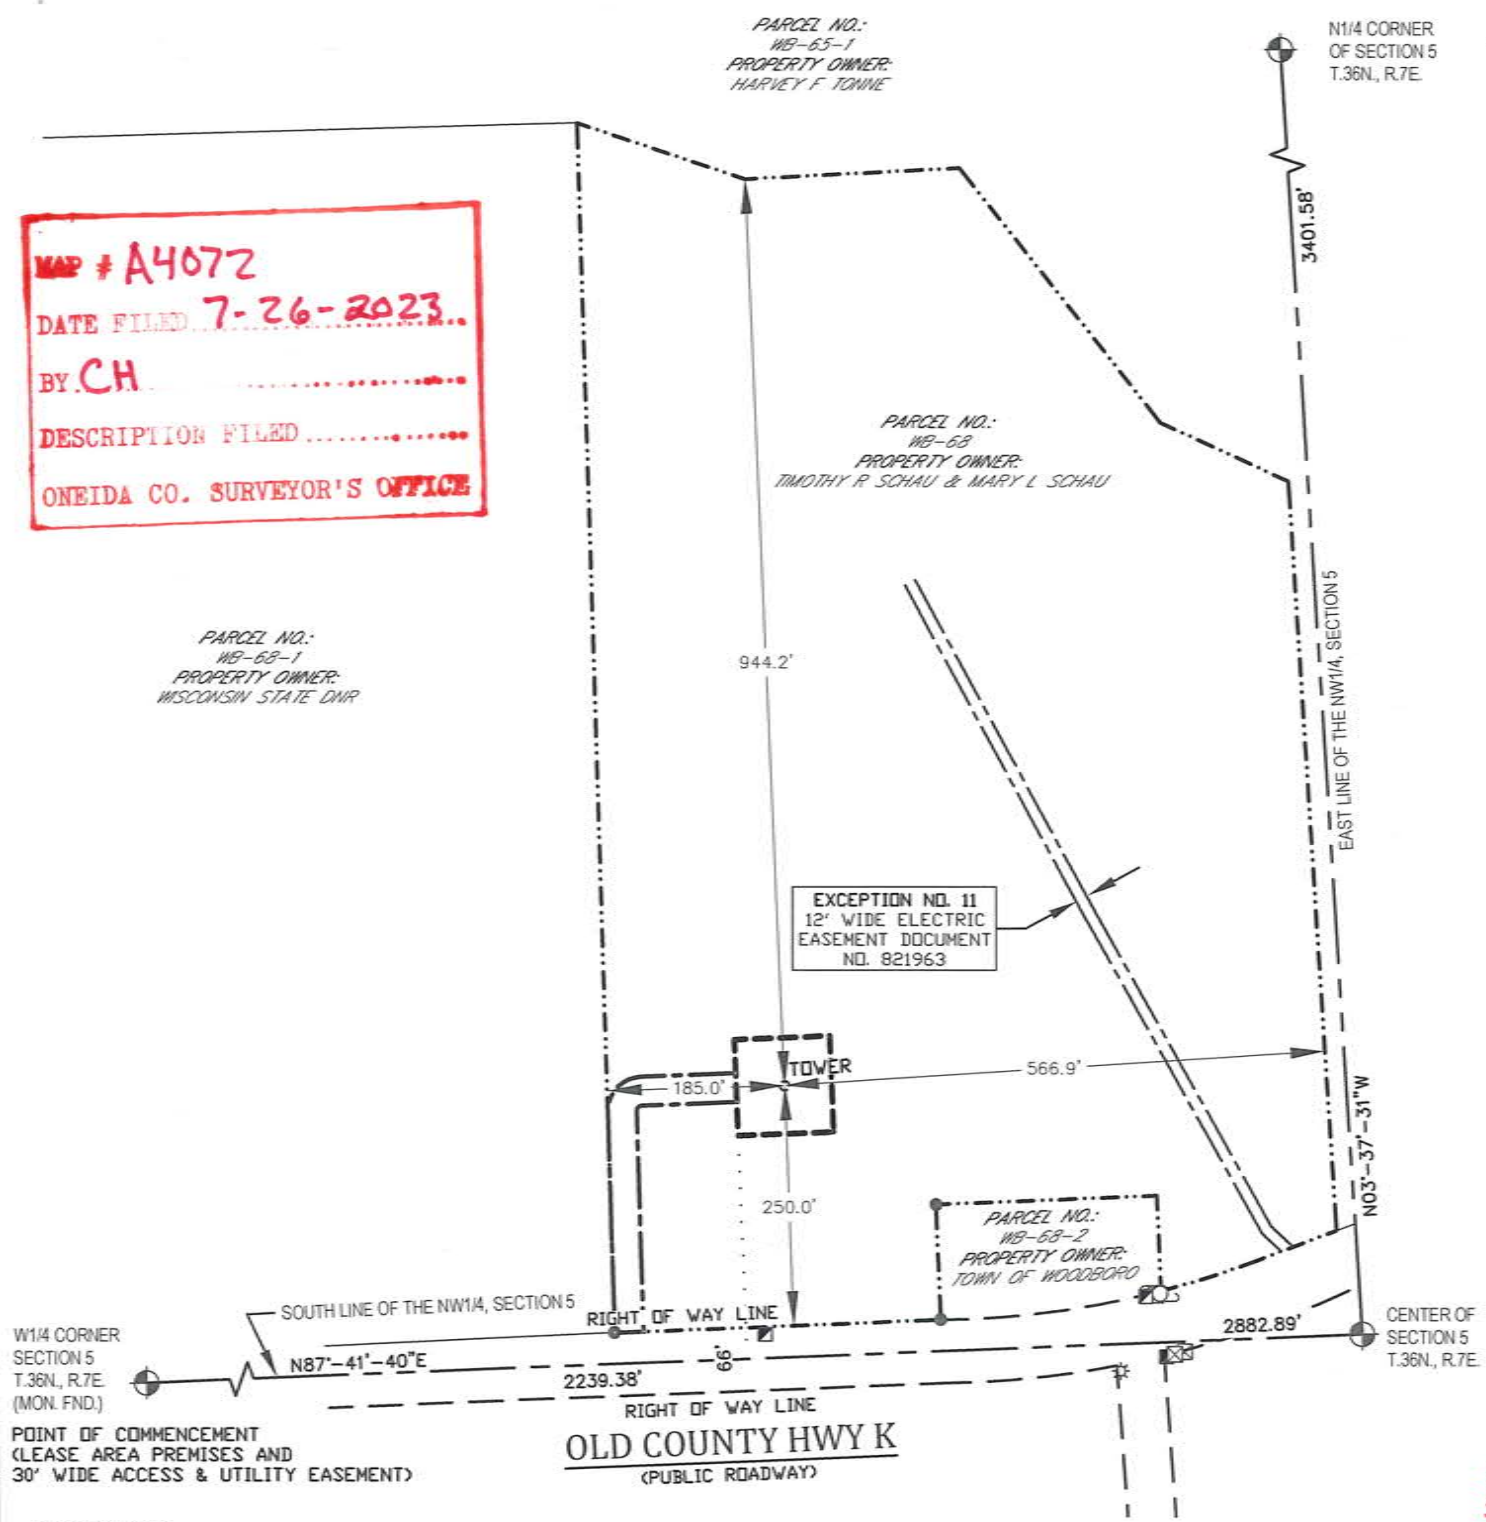 PARCEL NO.:
WB-65-1
PROPERTY OWNER:
HARVEY F TONNE
N1/4 CORNER
OF SECTION 5
T.36N., R.7E.
3401.58'
MAP # A4072
DATE FILED 7-26-2023
BY CH
DESCRIPTION FILED
ONEIDA CO. SURVEYOR'S OFFICE
PARCEL NO.:
WB-68
PROPERTY OWNER:
TIMOTHY R SCHAU & MARY L SCHAU
PARCEL NO.:
WB-68-1
PROPERTY OWNER:
WISCONSIN STATE DNR
944.2'
EAST LINE OF THE NW1/4, SECTION 5
EXCEPTION NO. 11
12' WIDE ELECTRIC
EASEMENT DOCUMENT
NO. 821963
TOWER
185.0'
566.9'
N03°-37'-31"W
250.0'
PARCEL NO.:
WB-68-2
PROPERTY OWNER:
TOWN OF WOODBORO
SOUTH LINE OF THE NW1/4, SECTION 5
RIGHT OF WAY LINE
W1/4 CORNER
SECTION 5
T.36N., R.7E.
(MON. FND.)
N87°-41'-40"E
2239.38'
66'
2882.89'
CENTER OF
SECTION 5
T.36N., R.7E.
RIGHT OF WAY LINE
POINT OF COMMENCEMENT
(LEASE AREA PREMISES AND
30' WIDE ACCESS & UTILITY EASEMENT)
OLD COUNTY HWY K
(PUBLIC ROADWAY)